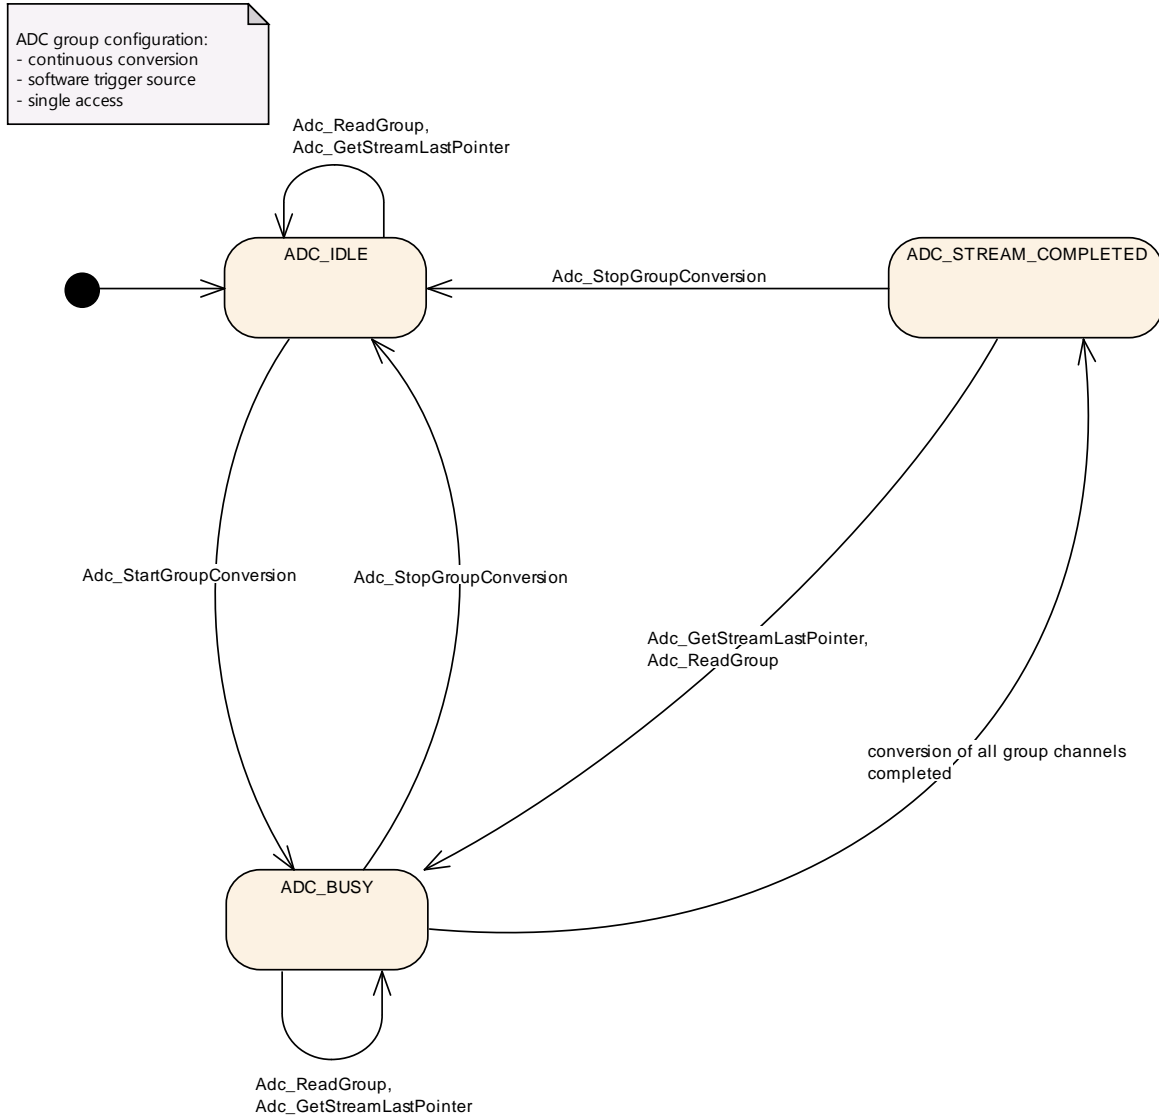 ADC group configuration:
- continuous conversion
- software trigger source
- single access
Adc_ReadGroup,
Adc_GetStreamLastPointer
ADC_IDLE
ADC_STREAM_COMPLETED
Adc_StopGroupConversion
Adc_StartGroupConversion
Adc_StopGroupConversion
Adc_GetStreamLastPointer,
Adc_ReadGroup
conversion of all group channels
completed
ADC_BUSY
Adc_ReadGroup,
Adc_GetStreamLastPointer